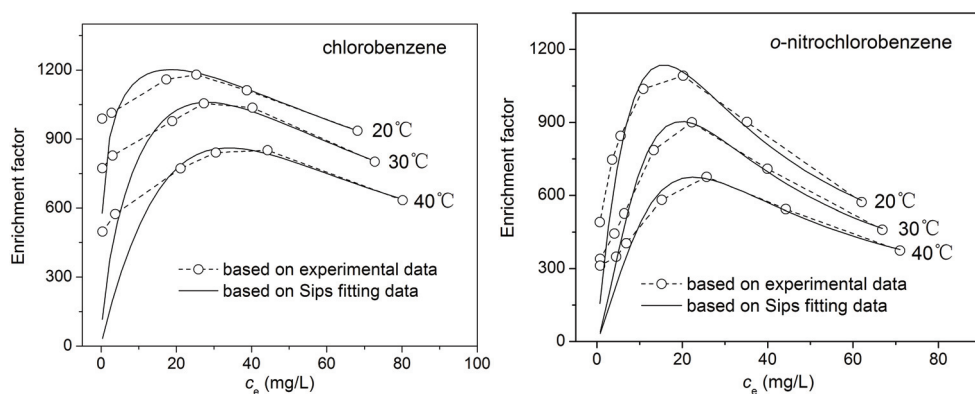 chlorobenzene
Enrichment factor
1200
900
600
300
0
20℃
30℃
40℃
based on experimental data
based on Sips fitting data
0 20 40 60 80 100
cₑ (mg/L)
o-nitrochlorobenzene
Enrichment factor
1200
900
600
300
0
20℃
30℃
40℃
based on experimental data
based on Sips fitting data
0 20 40 60 80
cₑ (mg/L)